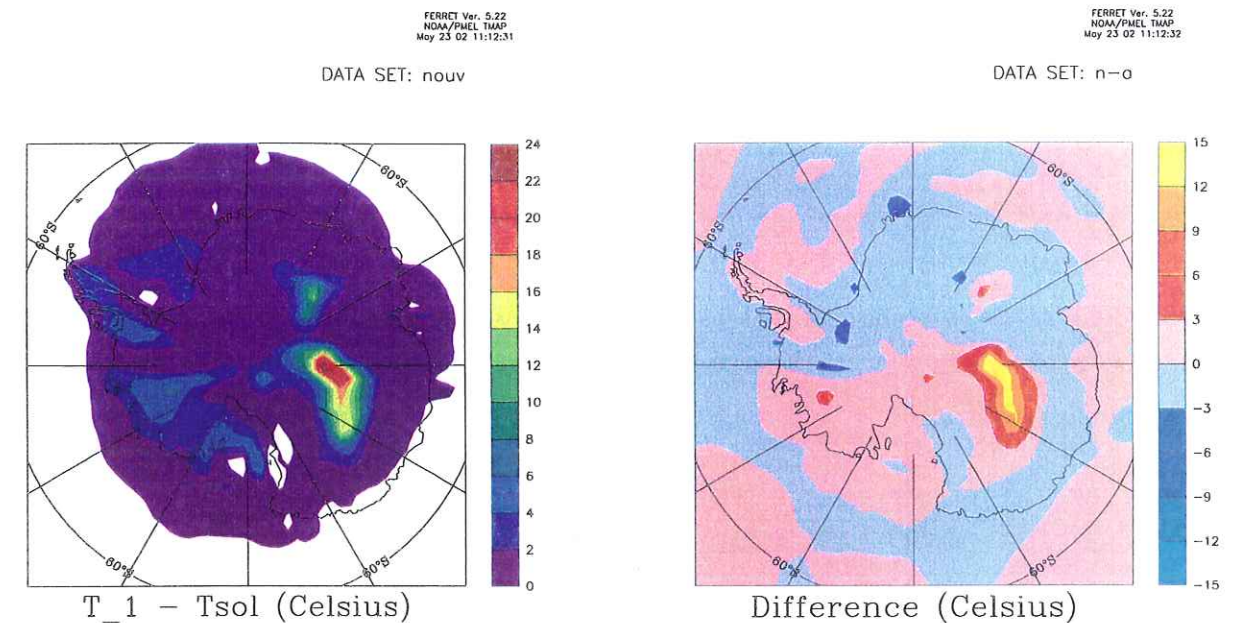 FERRET Ver. 5.22
NOAA/PMEL TMAP
May 23 02 11:12:31
DATA SET: nouv
60°S
60°S
60°S
60°S
24
22
20
18
16
14
12
10
8
6
4
2
0
T_1 − Tsol (Celsius)
FERRET Ver. 5.22
NOAA/PMEL TMAP
May 23 02 11:12:32
DATA SET: n−a
60°S
60°S
60°S
60°S
15
12
9
6
3
0
−3
−6
−9
−12
−15
Difference (Celsius)